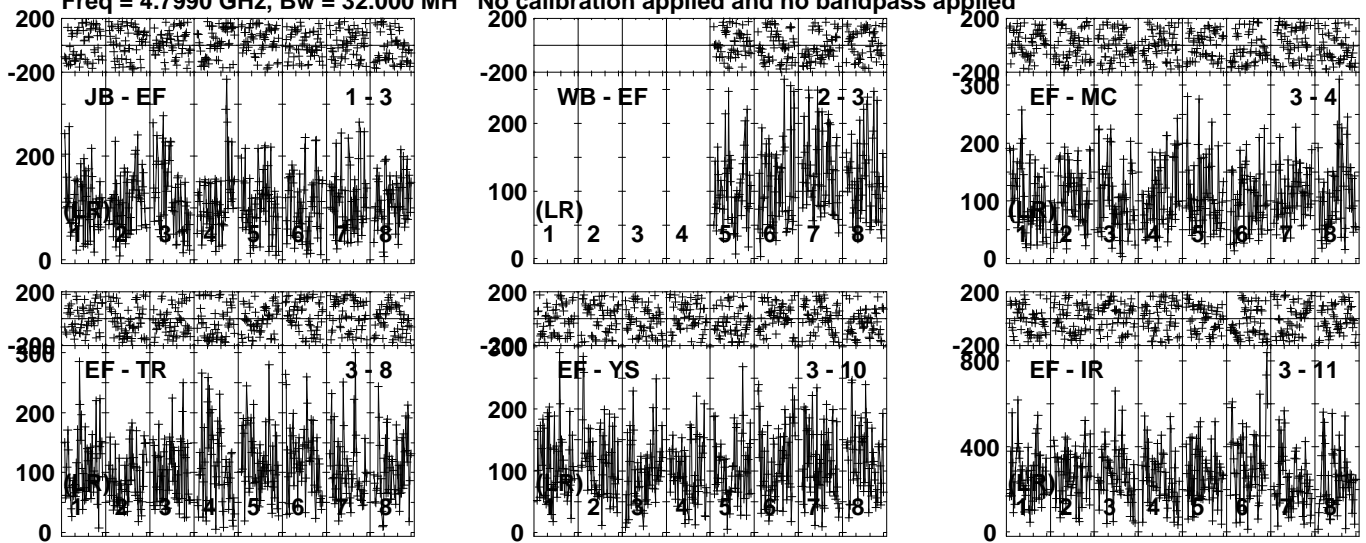 Freq = 4.7990 GHz, Bw = 32.000 MH No calibration applied and no bandpass applied
200
-200
JB - EF 1 - 3
200
0
(LR)
1 2 3 4 5 6 7 8
200
-200
WB - EF 2 - 3
200
100
0
(LR)
1 2 3 4 5 6 7 8
200
-200
300
EF - MC 3 - 4
200
100
0
(LR)
1 2 3 4 5 6 7 8
200
-200
300
EF - TR 3 - 8
200
100
0
(LR)
1 2 3 4 5 6 7 8
200
-200
300
EF - YS 3 - 10
200
100
0
(LR)
1 2 3 4 5 6 7 8
200
-200
800
EF - IR 3 - 11
400
0
(LR)
1 2 3 4 5 6 7 8